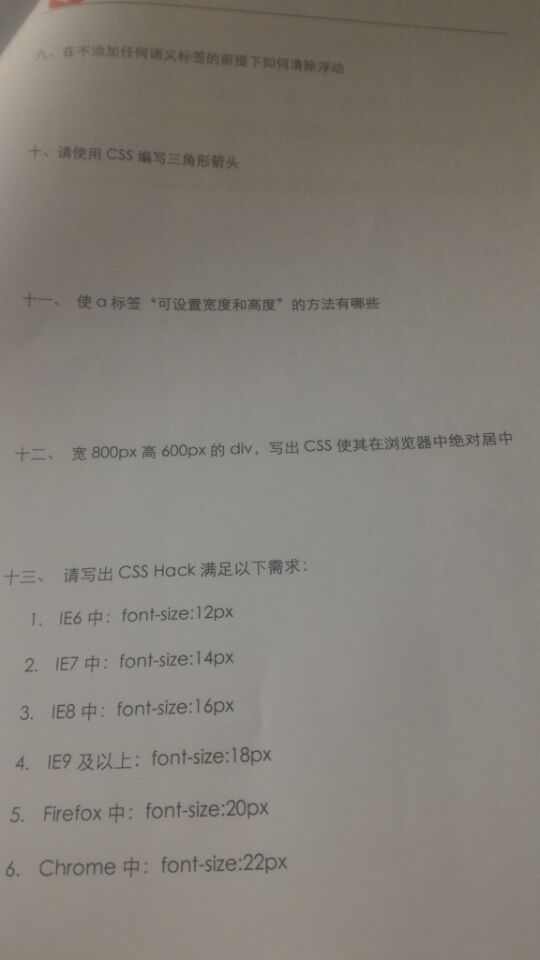 九、在不添加任何语义标签的前提下如何清除浮动
十、请使用 CSS 编写三角形箭头
十一、 使 a 标签“可设置宽度和高度”的方法有哪些
十二、 宽 800px 高 600px 的 div，写出 CSS 使其在浏览器中绝对居中
十三、 请写出 CSS Hack 满足以下需求：
1. IE6 中：font-size:12px
2. IE7 中：font-size:14px
3. IE8 中：font-size:16px
4. IE9 及以上：font-size:18px
5. Firefox 中：font-size:20px
6. Chrome 中：font-size:22px